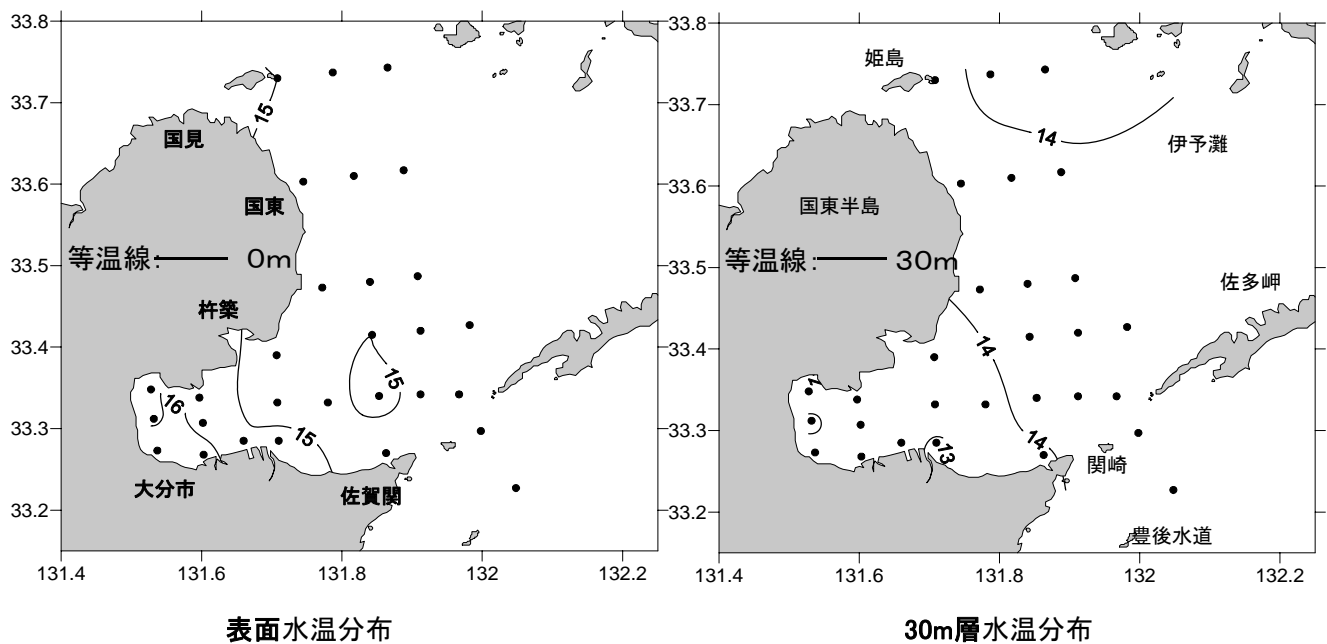 33.8
33.7
33.6
33.5
33.4
33.3
33.2
131.4
131.6
131.8
132
132.2
国見
国東
等温線: 0m
杵築
大分市
佐賀関
15
15
16
15
表面水温分布
33.8
33.7
33.6
33.5
33.4
33.3
33.2
131.4
131.6
131.8
132
132.2
姫島
14
伊予灘
国東半島
等温線: 30m
佐多岬
14
14
13
関崎
豊後水道
30m層水温分布